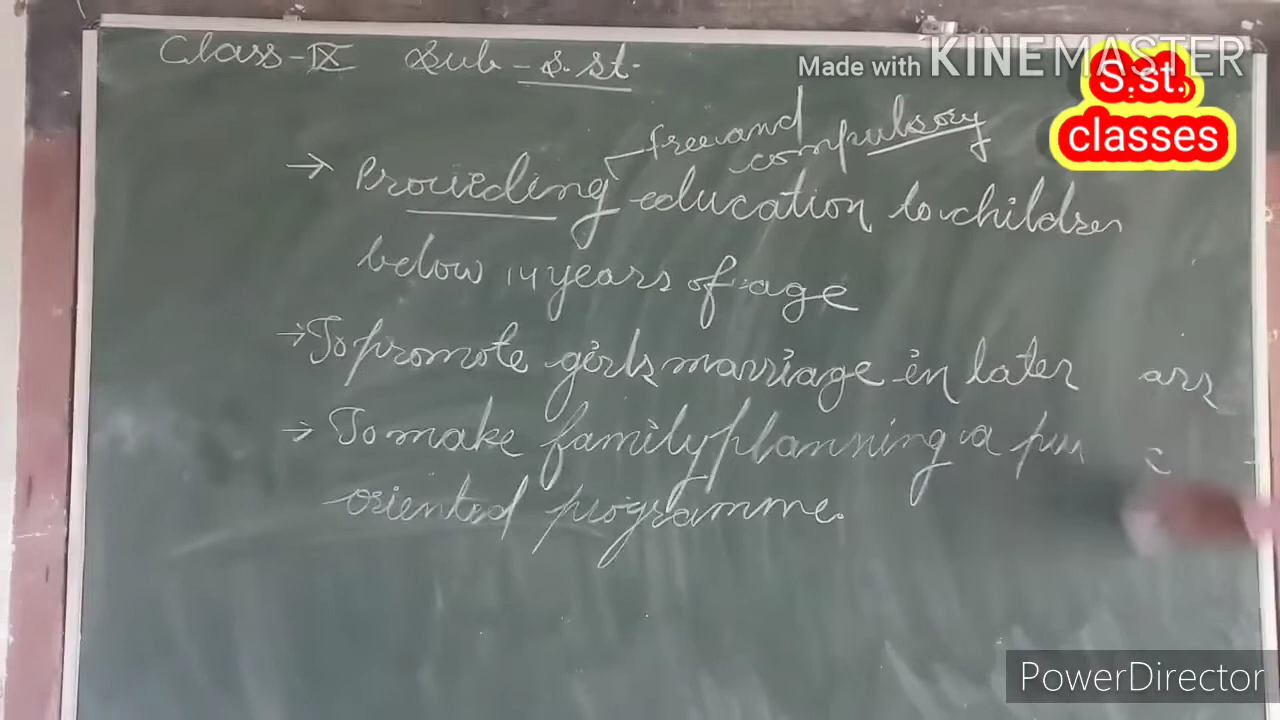 Class-IX Sub-S.St.
Made with KINEMASTER
S.st.
classes
free and
compulsory
→ Providing education to children
below 14 years of age
→ To promote girls marriage in later
→ To make family planning a
oriented programme.
PowerDirector